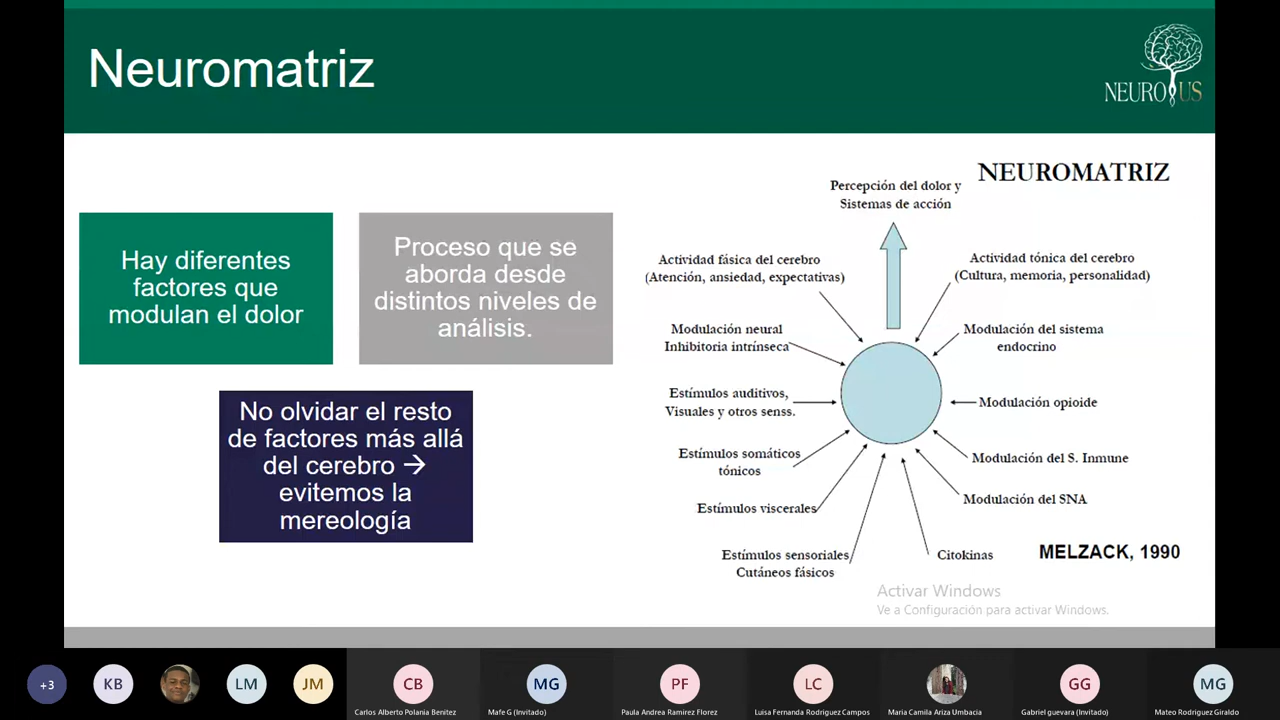 Neuromatriz
NEURO US
Hay diferentes
factores que
modulan el dolor
Proceso que se
aborda desde
distintos niveles de
análisis.
No olvidar el resto
de factores más allá
del cerebro →
evitemos la
mereología
NEUROMATRIZ
Percepción del dolor y
Sistemas de acción
Actividad fásica del cerebro
(Atención, ansiedad, expectativas)
Actividad tónica del cerebro
(Cultura, memoria, personalidad)
Modulación neural
Inhibitoria intrínseca
Modulación del sistema
endocrino
Estímulos auditivos,
Visuales y otros senss.
Modulación opioide
Estímulos somáticos
tónicos
Modulación del S. Inmune
Estímulos viscerales
Modulación del SNA
Estímulos sensoriales
Cutáneos fásicos
Citokinas
MELZACK, 1990
Activar Windows
Ve a Configuración para activar Windows.
+3
KB
LM
JM
CB
MG
PF
LC
GG
MG
Carlos Alberto Polania Benitez
Mafe G (Invitado)
Paula Andrea Ramirez Florez
Luisa Fernanda Rodriguez Campos
Maria Camila Ariza Umbacia
Gabriel guevara (Invitado)
Mateo Rodriguez Giraldo